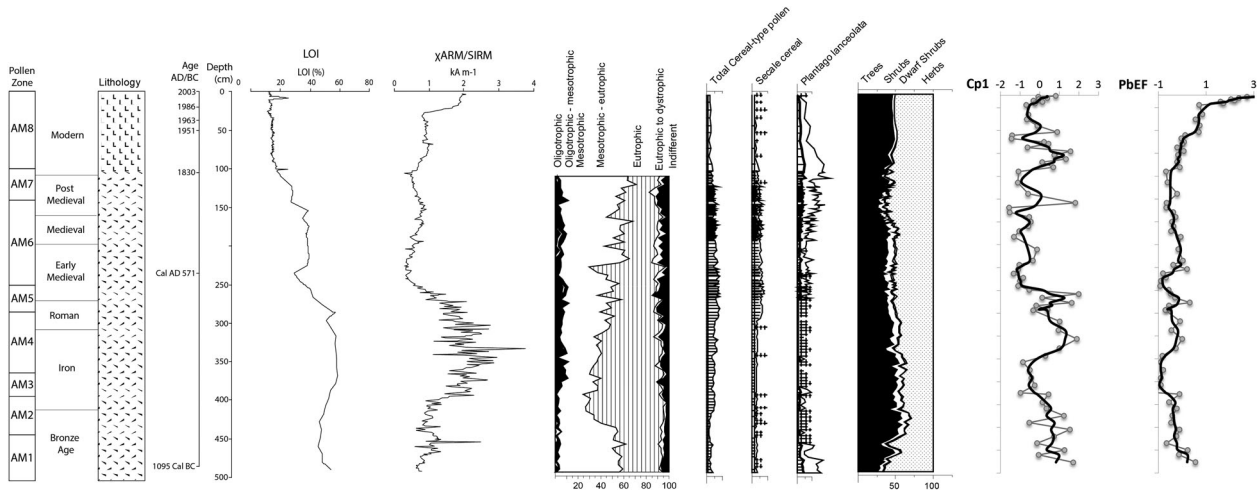 Pollen
Zone
Lithology
Age
AD/BC
Depth
(cm)
LOI
LOI (%)
0 20 40 60 80
χARM/SIRM
kA m-1
0 1 2 3 4
Oligotrophic
Oligotrophic - mesotrophic
Mesotrophic
Mesotrophic - eutrophic
Eutrophic
Eutrophic to dystrophic
Indifferent
Total Cereal-type pollen
Secale cereal
Plantago lanceolata
Trees
Shrubs
Dwarf Shrubs
Herbs
Cp1
-2 -1 0 1 2 3
PbEF
-1 1 3
AM8
AM7
AM6
AM5
AM4
AM3
AM2
AM1
Modern
Post
Medieval
Medieval
Early
Medieval
Roman
Iron
Bronze
Age
2003
1986
1963
1951
1830
Cal AD 571
1095 Cal BC
0
50
100
150
250
300
350
400
450
500
20 40 60 80 100
50 100